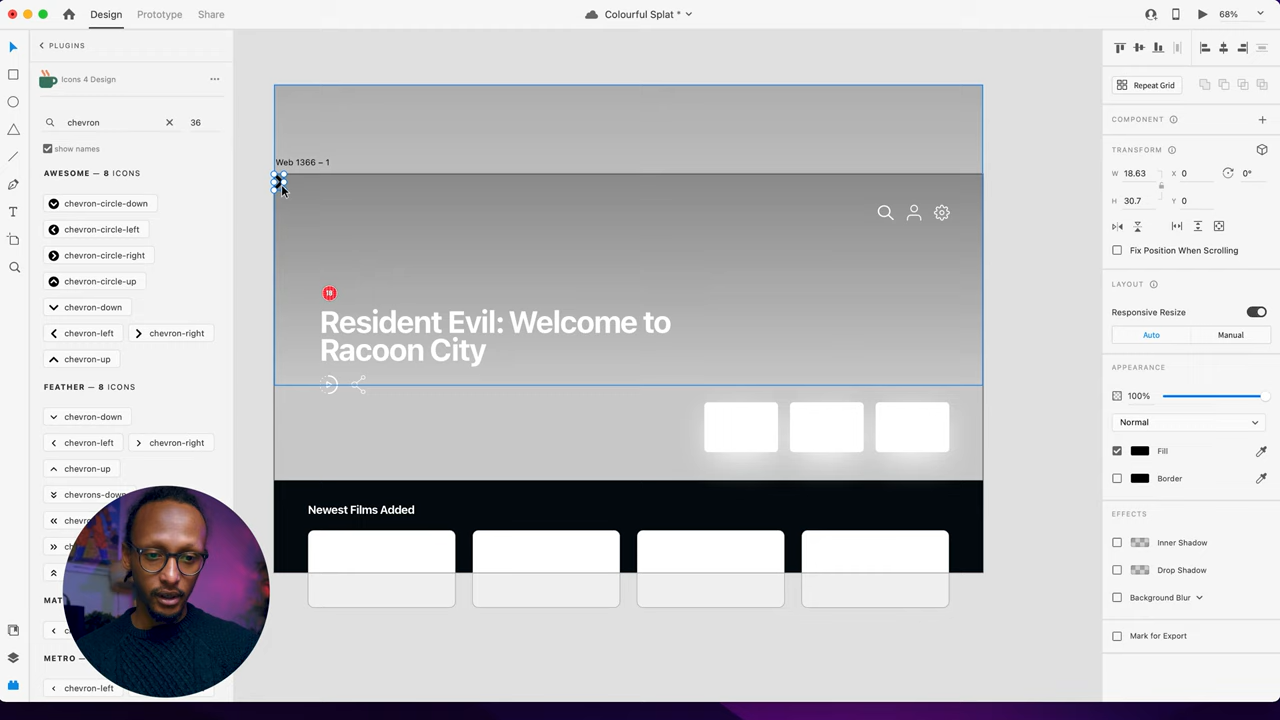 Design Prototype Share Colourful Splat * 68%
PLUGINS
Icons 4 Design ...
chevron 36
show names
AWESOME — 8 ICONS
chevron-circle-down
chevron-circle-left
chevron-circle-right
chevron-circle-up
chevron-down
chevron-left chevron-right
chevron-up
FEATHER — 8 ICONS
chevron-down
chevron-left chevron-right
chevron-up
chevrons-down
METRO —
chevron-left
Web 1366 – 1
18
Resident Evil: Welcome to
Racoon City
Newest Films Added
Repeat Grid
COMPONENT
TRANSFORM
W 18.63 X 0 0°
H 30.7 Y 0
Fix Position When Scrolling
LAYOUT
Responsive Resize
Auto Manual
APPEARANCE
100%
Normal
Fill
Border
EFFECTS
Inner Shadow
Drop Shadow
Background Blur
Mark for Export